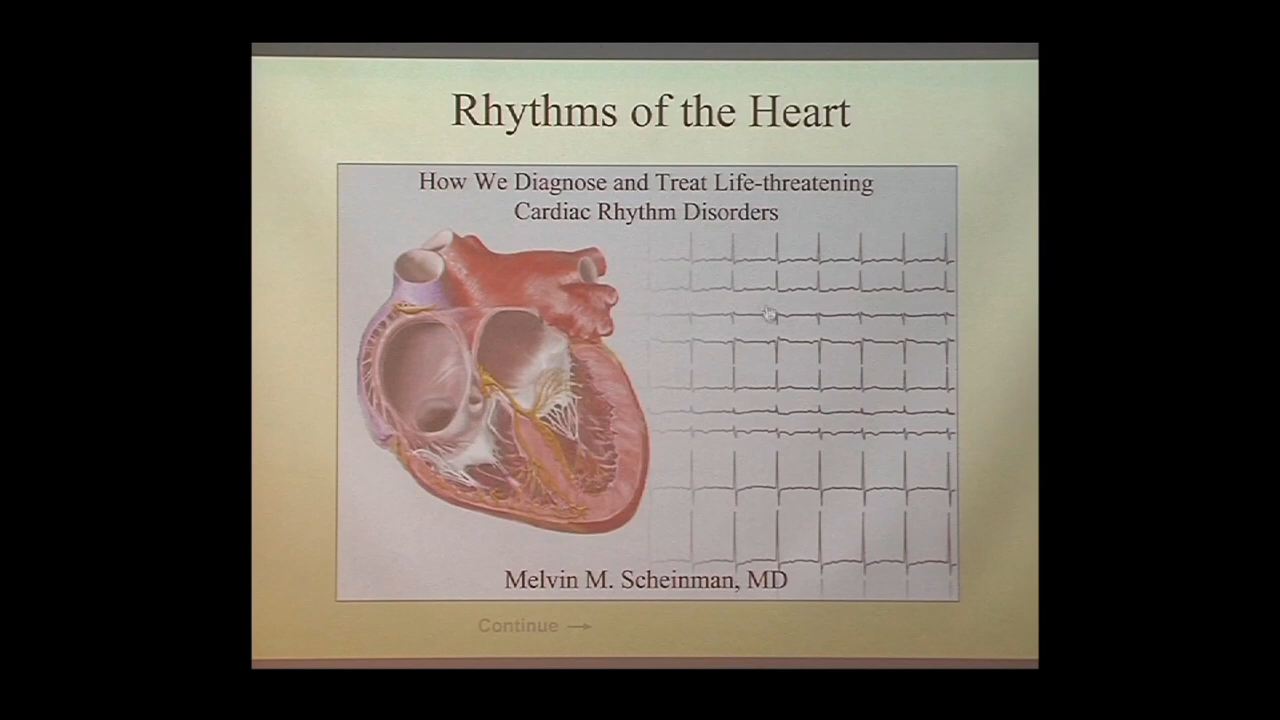 Rhythms of the Heart
How We Diagnose and Treat Life-threatening
Cardiac Rhythm Disorders
Melvin M. Scheinman, MD
Continue